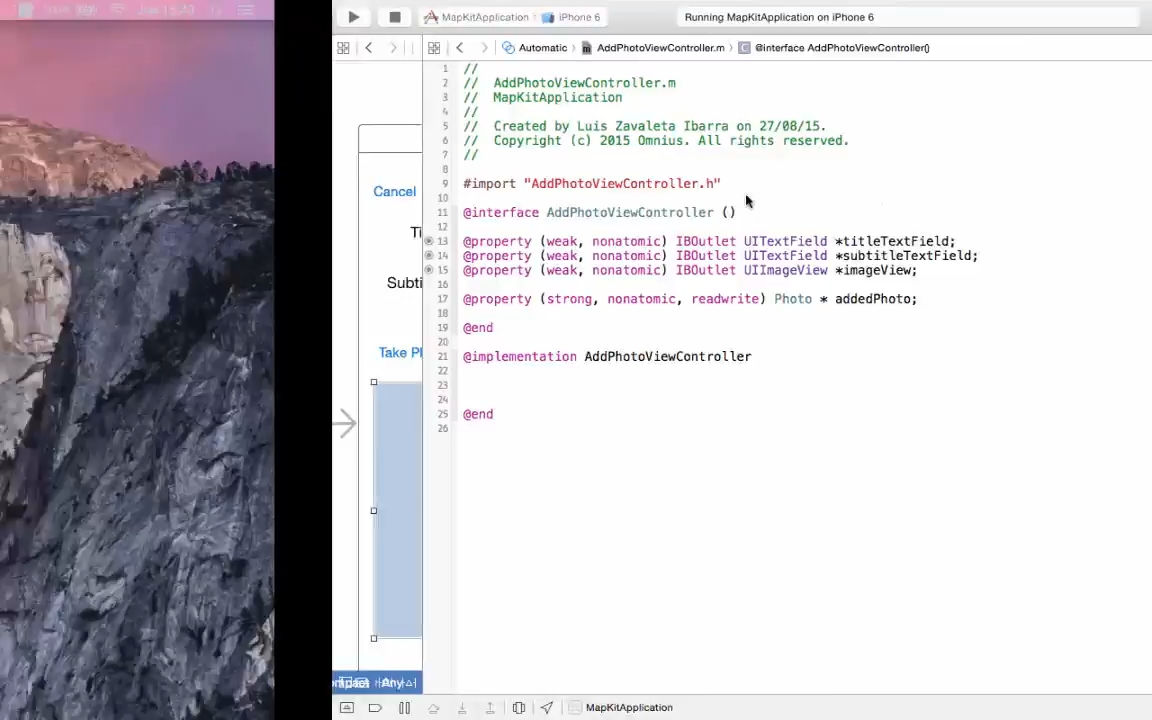 MapKitApplication
iPhone 6
Running MapKitApplication on iPhone 6
Automatic
AddPhotoViewController.m
@interface AddPhotoViewController()
1 //
2 // AddPhotoViewController.m
3 // MapKitApplication
4 //
5 // Created by Luis Zavaleta Ibarra on 27/08/15.
6 // Copyright (c) 2015 Omnius. All rights reserved.
7 //
8
9 #import "AddPhotoViewController.h"
10
11 @interface AddPhotoViewController ()
12
13 @property (weak, nonatomic) IBOutlet UITextField *titleTextField;
14 @property (weak, nonatomic) IBOutlet UITextField *subtitleTextField;
15 @property (weak, nonatomic) IBOutlet UIImageView *imageView;
16
17 @property (strong, nonatomic, readwrite) Photo * addedPhoto;
18
19 @end
20
21 @implementation AddPhotoViewController
22
23
24
25 @end
26
Cancel
Ti
Subti
Take Pl
Any
MapKitApplication